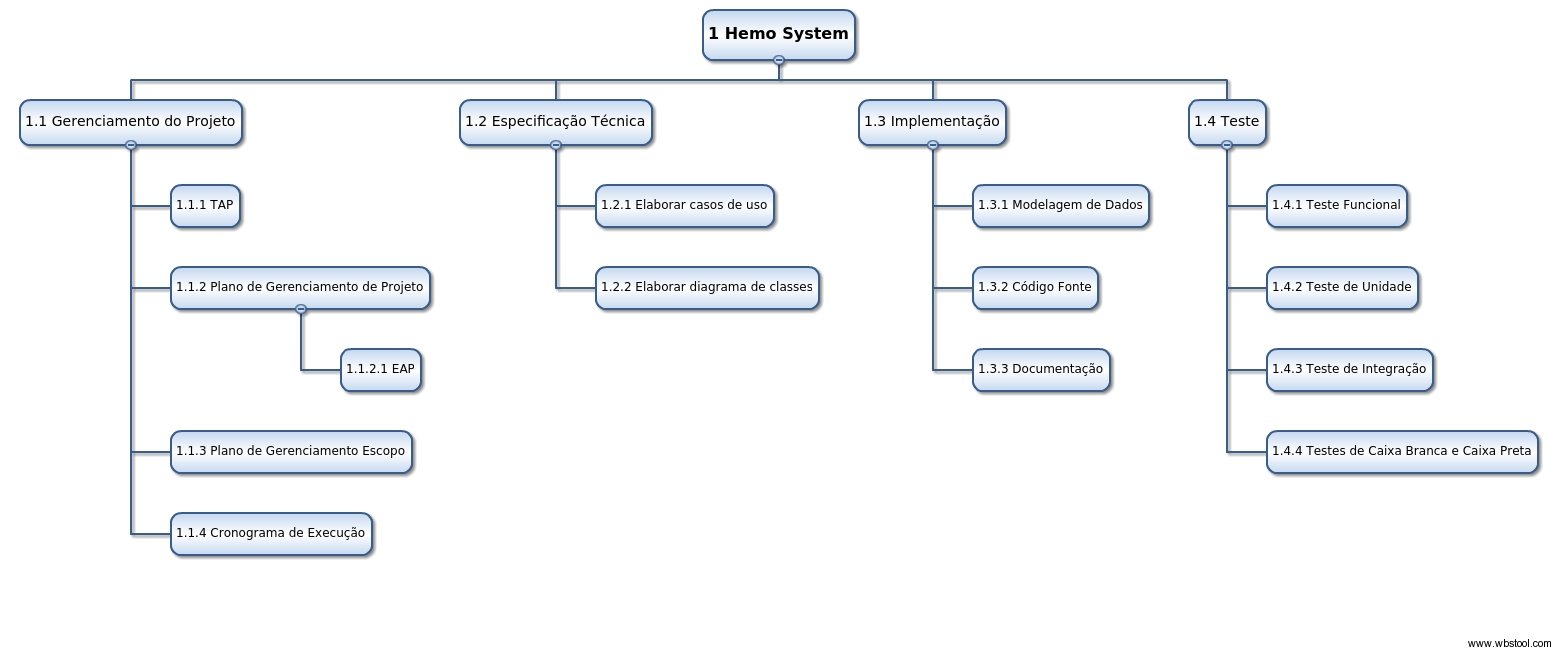 1 Hemo System
1.1 Gerenciamento do Projeto
1.1.1 TAP
1.1.2 Plano de Gerenciamento de Projeto
1.1.2.1 EAP
1.1.3 Plano de Gerenciamento Escopo
1.1.4 Cronograma de Execução
1.2 Especificação Técnica
1.2.1 Elaborar casos de uso
1.2.2 Elaborar diagrama de classes
1.3 Implementação
1.3.1 Modelagem de Dados
1.3.2 Código Fonte
1.3.3 Documentação
1.4 Teste
1.4.1 Teste Funcional
1.4.2 Teste de Unidade
1.4.3 Teste de Integração
1.4.4 Testes de Caixa Branca e Caixa Preta
www.wbstool.com